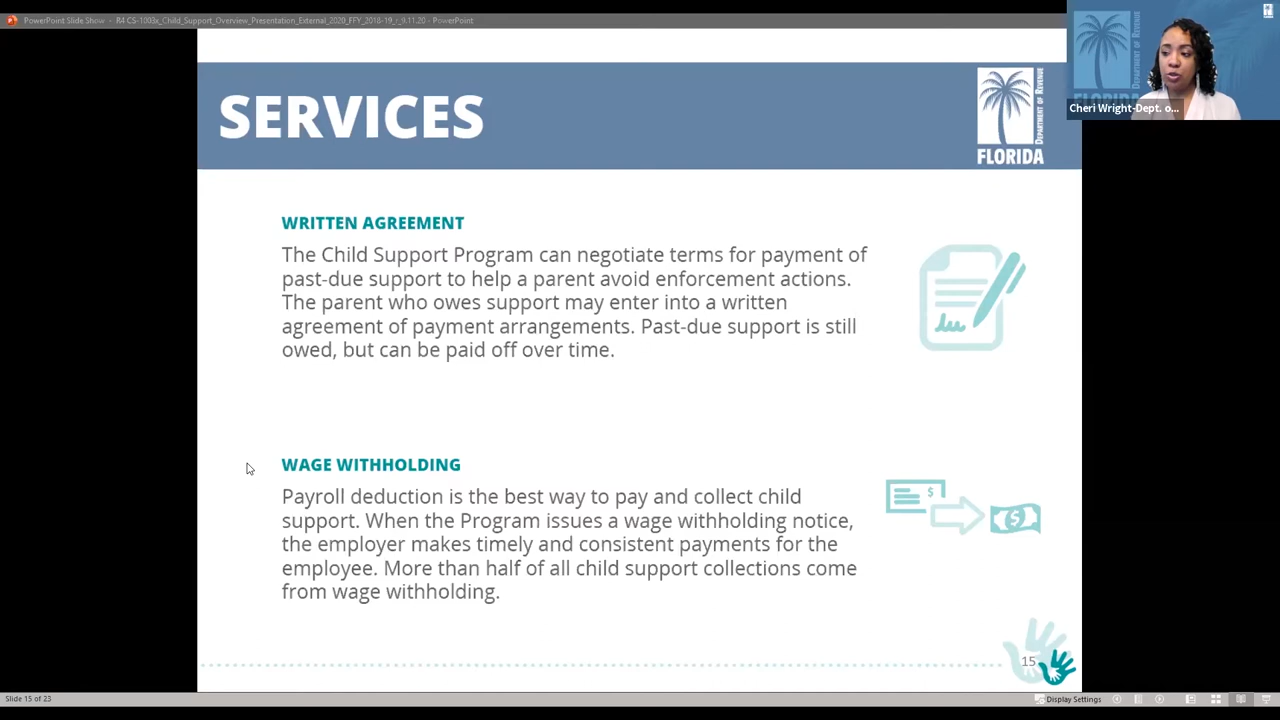 PowerPoint Slide Show - R4 CS-1003x_Child_Support_Overview_Presentation_External_2020_FFY_2018-19_r_9.11.20 - PowerPoint
SERVICES
DEPARTMENT OF REVENUE
FLORIDA
Cheri Wright-Dept. o...
WRITTEN AGREEMENT
The Child Support Program can negotiate terms for payment of
past-due support to help a parent avoid enforcement actions.
The parent who owes support may enter into a written
agreement of payment arrangements. Past-due support is still
owed, but can be paid off over time.
WAGE WITHHOLDING
Payroll deduction is the best way to pay and collect child
support. When the Program issues a wage withholding notice,
the employer makes timely and consistent payments for the
employee. More than half of all child support collections come
from wage withholding.
$
$
15
Slide 15 of 23
Display Settings